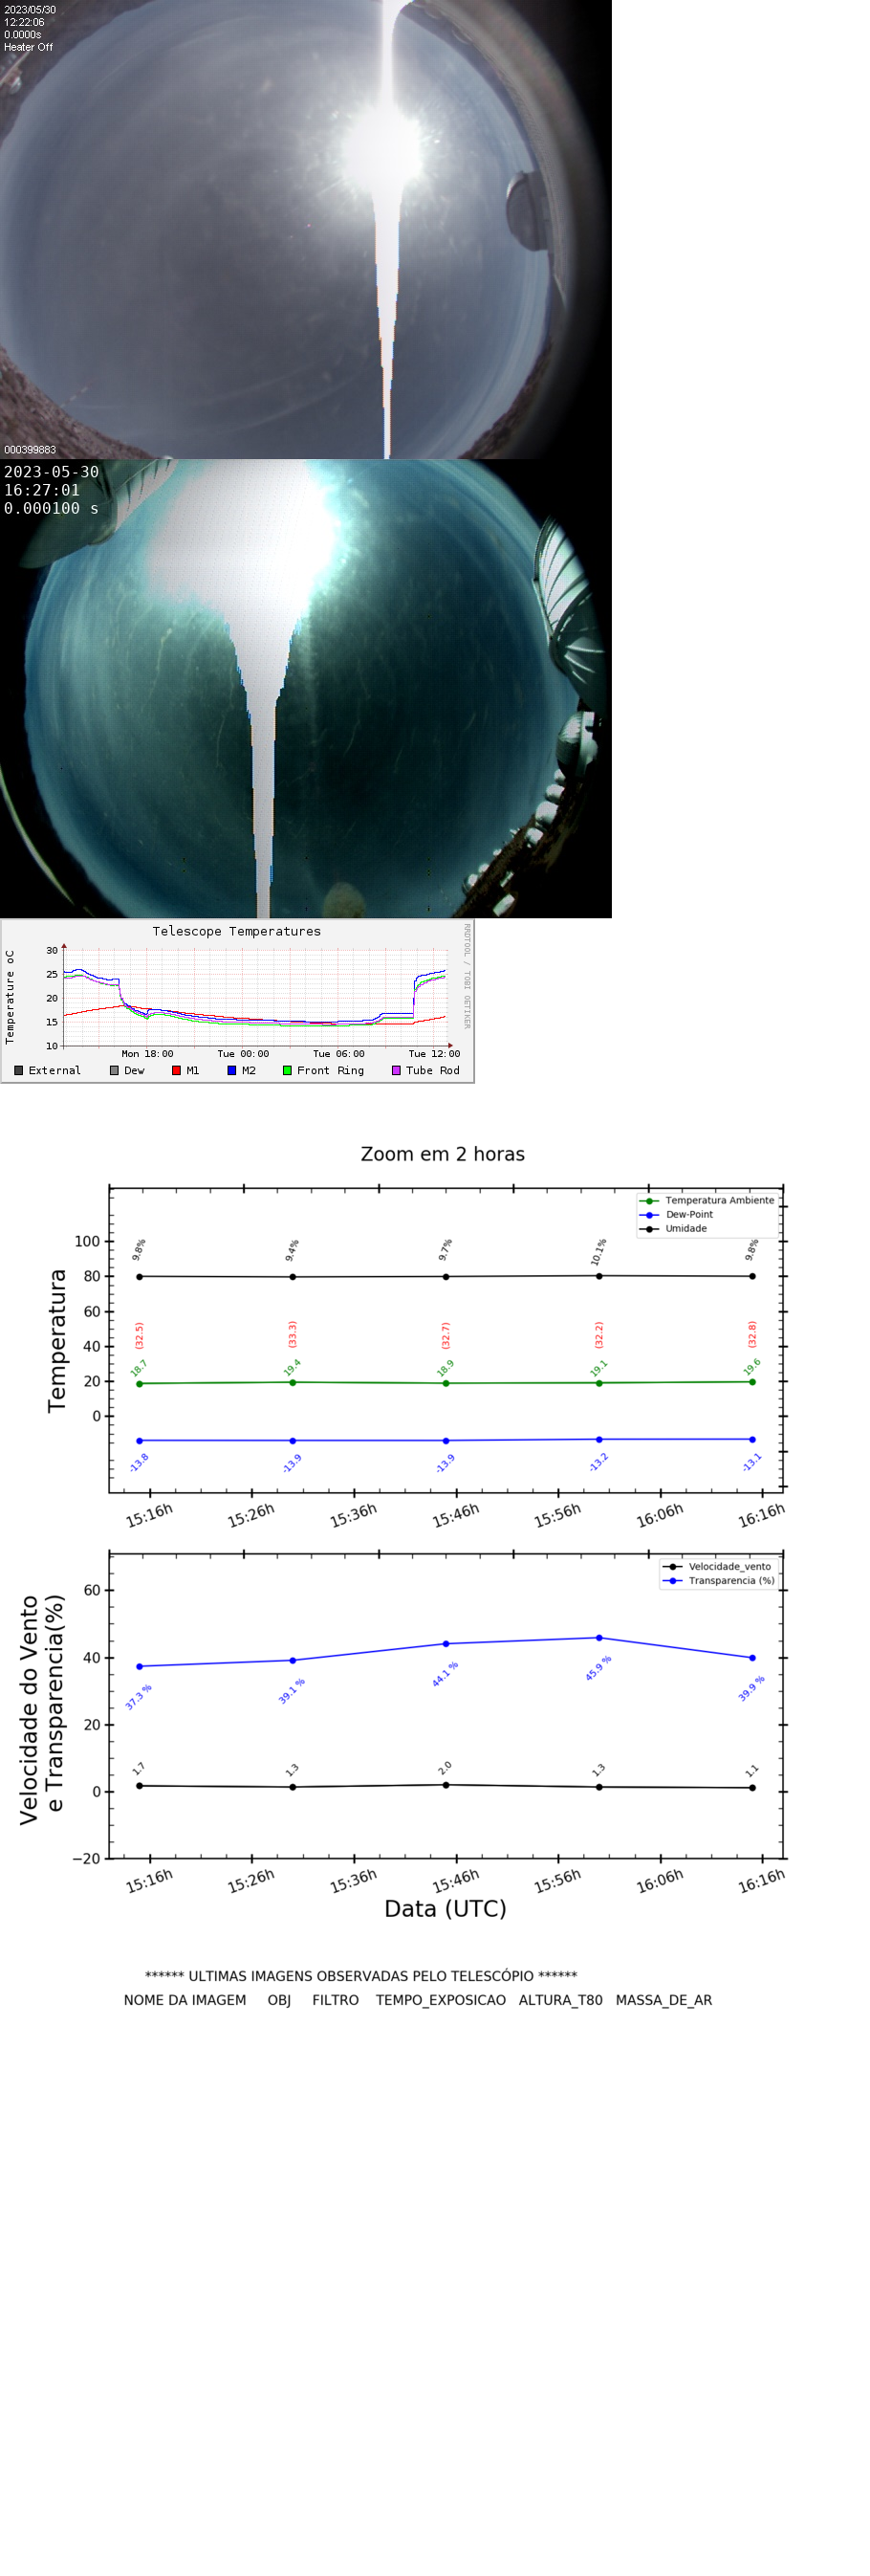 2023/05/30
12:22:06
0.0000s
Heater Off
000399883
2023-05-30
16:27:01
0.000100 s
Telescope Temperatures
RRDTOOL / TOBI OETIKER
Temperature oC
30
25
20
15
10
Mon 18:00 Tue 00:00 Tue 06:00 Tue 12:00
External Dew M1 M2 Front Ring Tube Rod
Zoom em 2 horas
Temperatura
Temperatura Ambiente
Dew-Point
Umidade
100
80
60
40
20
0
9.8% 9.4% 9.7% 10.1% 9.8%
(32.5) (33.3) (32.7) (32.2) (32.8)
18.7 19.4 18.9 19.1 19.6
-13.8 -13.9 -13.9 -13.2 -13.1
15:16h 15:26h 15:36h 15:46h 15:56h 16:06h 16:16h
Velocidade do Vento
e Transparencia(%)
Velocidade_vento
Transparencia (%)
60
40
20
0
−20
37.3 % 39.1 % 44.1 % 45.9 % 39.9 %
1.7 1.3 2.0 1.3 1.1
15:16h 15:26h 15:36h 15:46h 15:56h 16:06h 16:16h
Data (UTC)
****** ULTIMAS IMAGENS OBSERVADAS PELO TELESCÓPIO ******
NOME DA IMAGEM OBJ FILTRO TEMPO_EXPOSICAO ALTURA_T80 MASSA_DE_AR